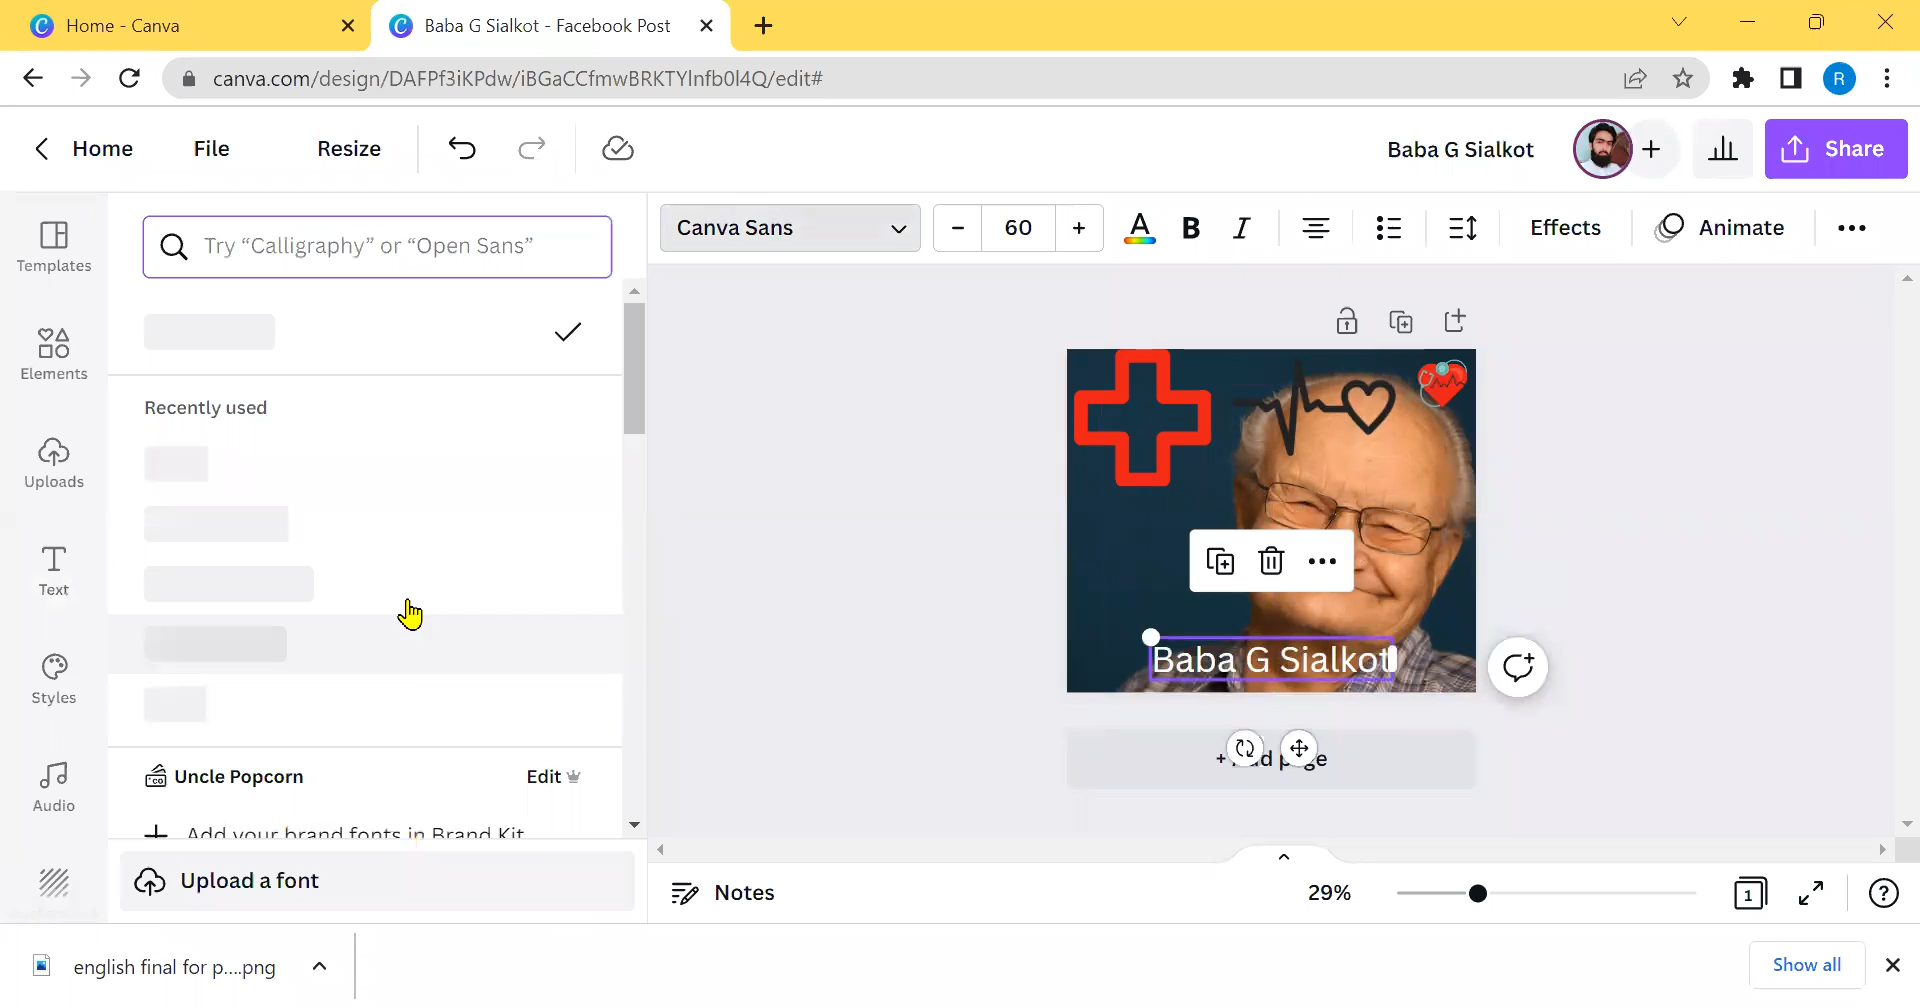 Home - Canva
Baba G Sialkot - Facebook Post
canva.com/design/DAFPf3iKPdw/iBGaCCfmwBRKTYlnfb0l4Q/edit#
R
Home
File
Resize
Baba G Sialkot
Share
Templates
Elements
Uploads
Text
Styles
Audio
Try “Calligraphy” or “Open Sans”
Recently used
Uncle Popcorn
Edit
Add your brand fonts in Brand Kit
Upload a font
Canva Sans
- 60 +
A B I
Effects
Animate
Baba G Sialkot
Notes
29%
1
?
english final for p....png
Show all